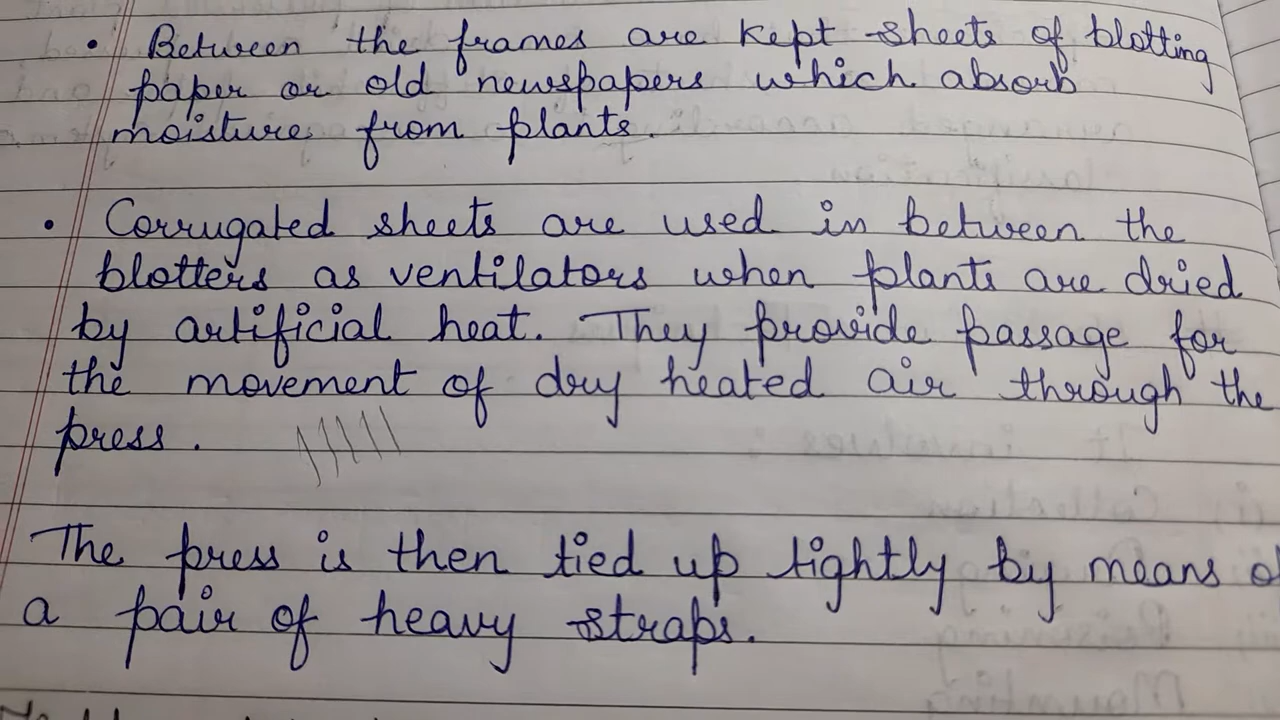 • Between the frames are kept sheets of blotting
paper or old newspapers which absorb
moisture from plants.
• Corrugated sheets are used in between the
blotters as ventilators when plants are dried
by artificial heat. They provide passage for
the movement of dry heated air through the
press.
The press is then tied up tightly by means of
a pair of heavy straps.